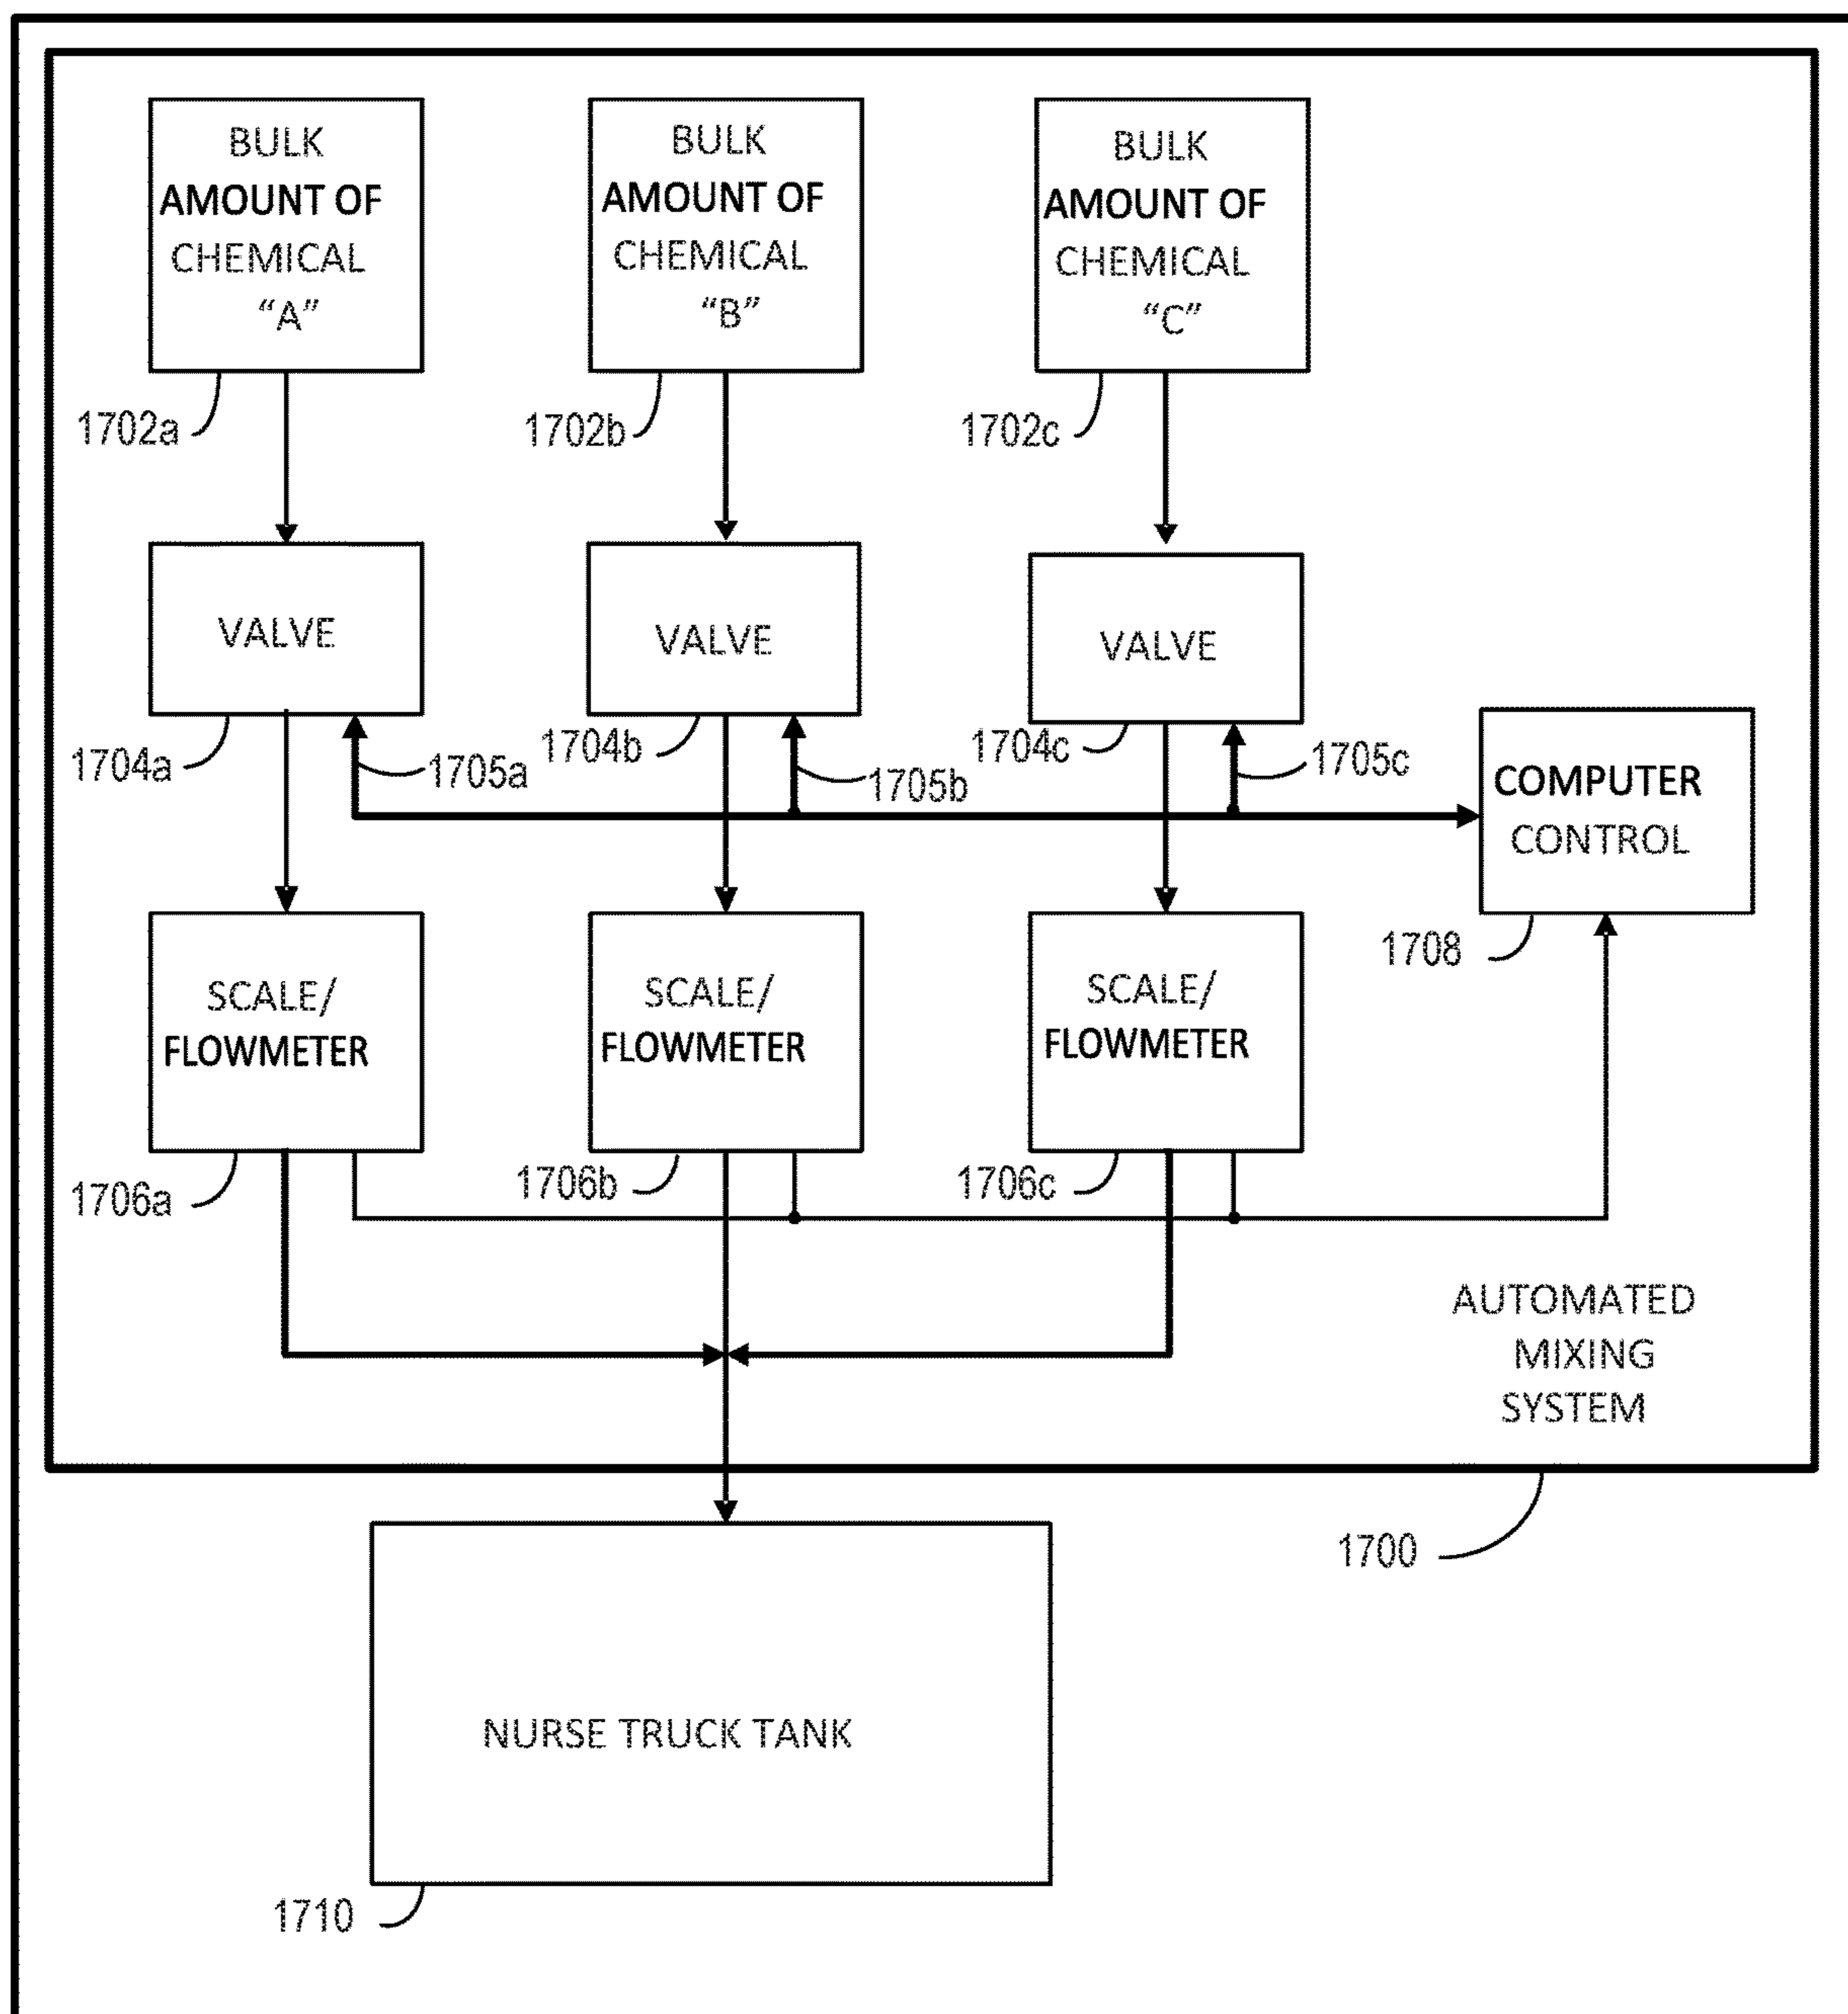 BULK
AMOUNT OF
CHEMICAL
“A”
1702a
BULK
AMOUNT OF
CHEMICAL
“B”
1702b
BULK
AMOUNT OF
CHEMICAL
“C”
1702c
VALVE
1704a
1705a
VALVE
1704b
1705b
VALVE
1704c
1705c
COMPUTER
CONTROL
1708
SCALE/
FLOWMETER
1706a
SCALE/
FLOWMETER
1706b
SCALE/
FLOWMETER
1706c
AUTOMATED
MIXING
SYSTEM
1700
NURSE TRUCK TANK
1710